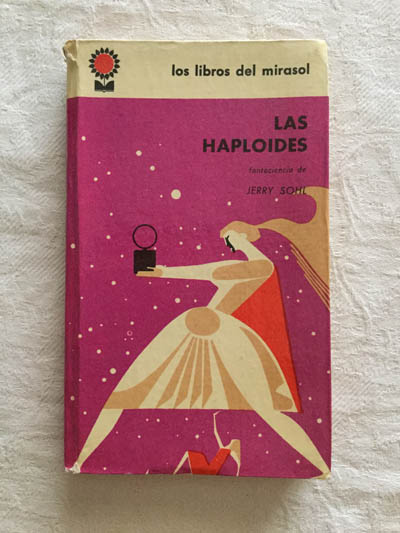 los libros del mirasol
LAS
HAPLOIDES
fantaciencia de
JERRY SOHL